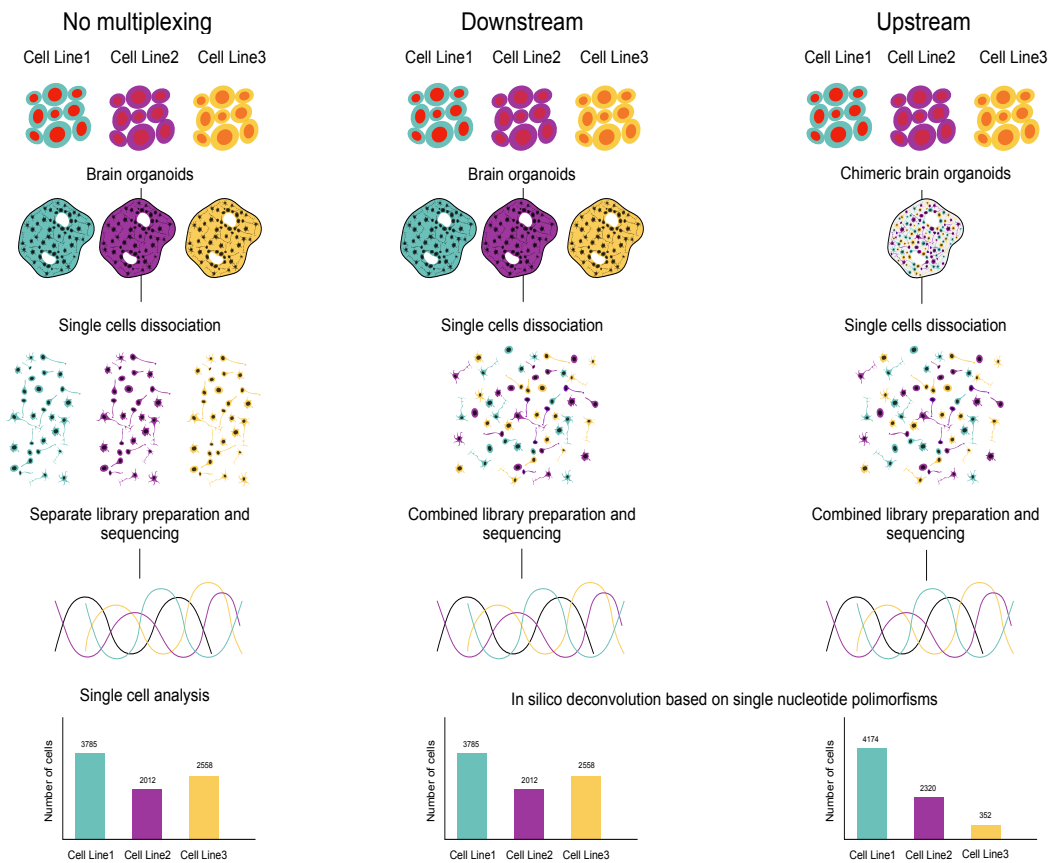 No multiplexing
Downstream
Upstream
Cell Line1 Cell Line2 Cell Line3
Cell Line1 Cell Line2 Cell Line3
Cell Line1 Cell Line2 Cell Line3
Brain organoids
Brain organoids
Chimeric brain organoids
Single cells dissociation
Single cells dissociation
Single cells dissociation
Separate library preparation and
sequencing
Combined library preparation and
sequencing
Combined library preparation and
sequencing
Single cell analysis
In silico deconvolution based on single nucleotide polimorfisms
Number of cells
3785
2012
2558
Cell Line1 Cell Line2 Cell Line3
Number of cells
3785
2012
2558
Cell Line1 Cell Line2 Cell Line3
Number of cells
4174
2320
352
Cell Line1 Cell Line2 Cell Line3